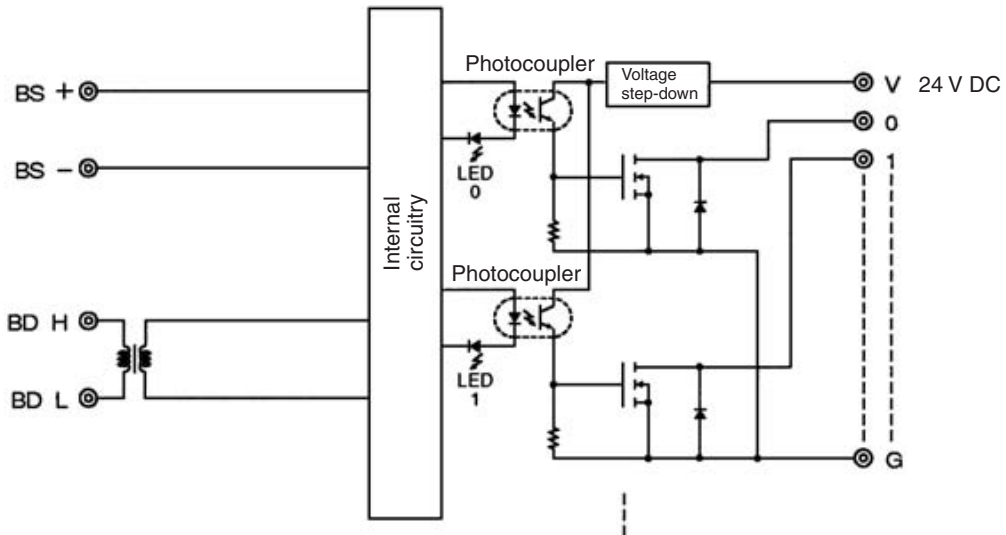 Photocoupler
BS +
BS −
Voltage
step-down
V 24 V DC
0
1
LED
0
Internal
circuitry
Photocoupler
BD H
BD L
LED
1
G